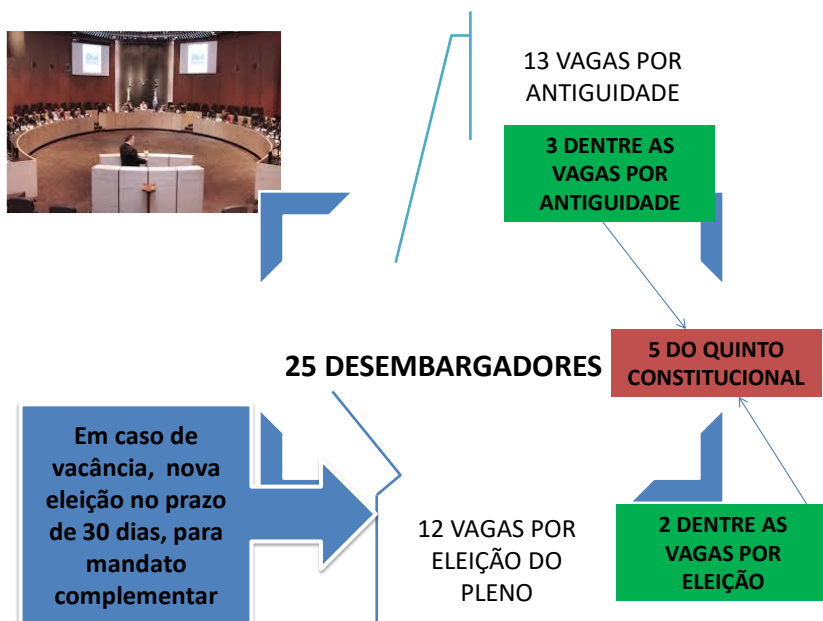 13 VAGAS POR
ANTIGUIDADE
3 DENTRE AS
VAGAS POR
ANTIGUIDADE
25 DESEMBARGADORES
5 DO QUINTO
CONSTITUCIONAL
Em caso de
vacância, nova
eleição no prazo
de 30 dias, para
mandato
complementar
12 VAGAS POR
ELEIÇÃO DO
PLENO
2 DENTRE AS
VAGAS POR
ELEIÇÃO